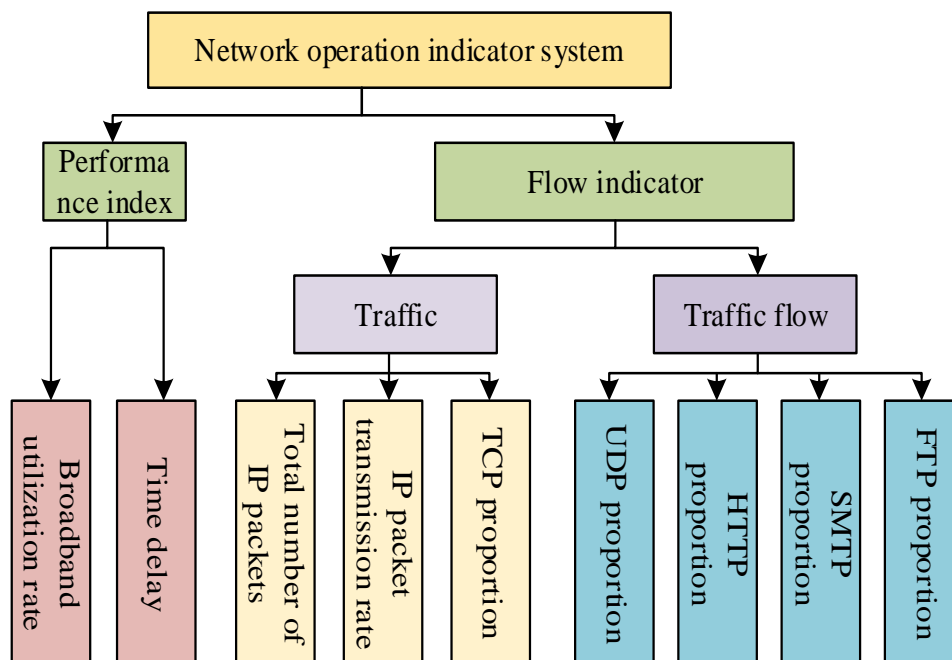 Network operation indicator system
Performa
nce index
Flow indicator
Traffic
Traffic flow
Broadband
utilization rate
Time delay
Total number of
IP packets
IP packet
transmission rate
TCP proportion
UDP proportion
HTTP
proportion
SMTP
proportion
FTP proportion